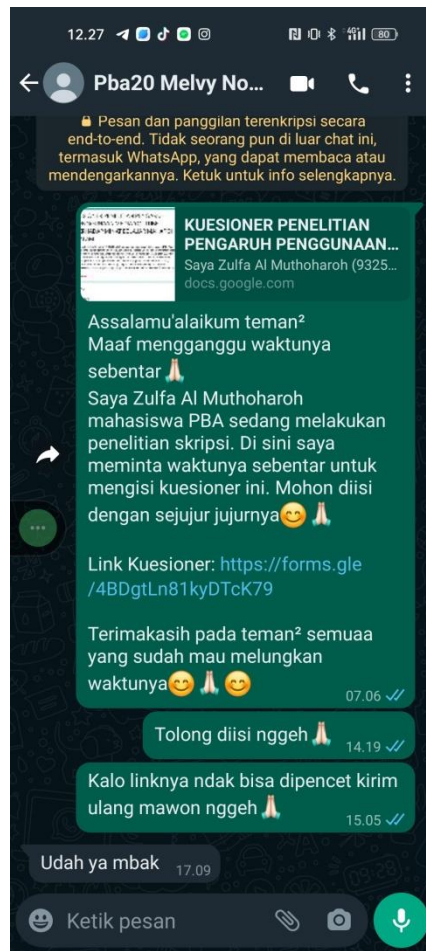 12.27
80
Pba20 Melvy No...
Pesan dan panggilan terenkripsi secara
end-to-end. Tidak seorang pun di luar chat ini,
termasuk WhatsApp, yang dapat membaca atau
mendengarkannya. Ketuk untuk info selengkapnya.
KUESIONER PENELITIAN
PENGARUH PENGGUNAAN...
Saya Zulfa Al Muthoharoh (9325...
docs.google.com
Assalamu'alaikum teman²
Maaf mengganggu waktunya
sebentar🙏🏻
Saya Zulfa Al Muthoharoh
mahasiswa PBA sedang melakukan
penelitian skripsi. Di sini saya
meminta waktunya sebentar untuk
mengisi kuesioner ini. Mohon diisi
dengan sejujur jujurnya😊🙏🏻
Link Kuesioner: https://forms.gle
/4BDgtLn81kyDTcK79
Terimakasih pada teman² semuaa
yang sudah mau melungkan
waktunya😊🙏🏻😊
07.06
Tolong diisi nggeh🙏🏻
14.19
Kalo linknya ndak bisa dipencet kirim
ulang mawon nggeh🙏🏻
15.05
Udah ya mbak 17.09
Ketik pesan